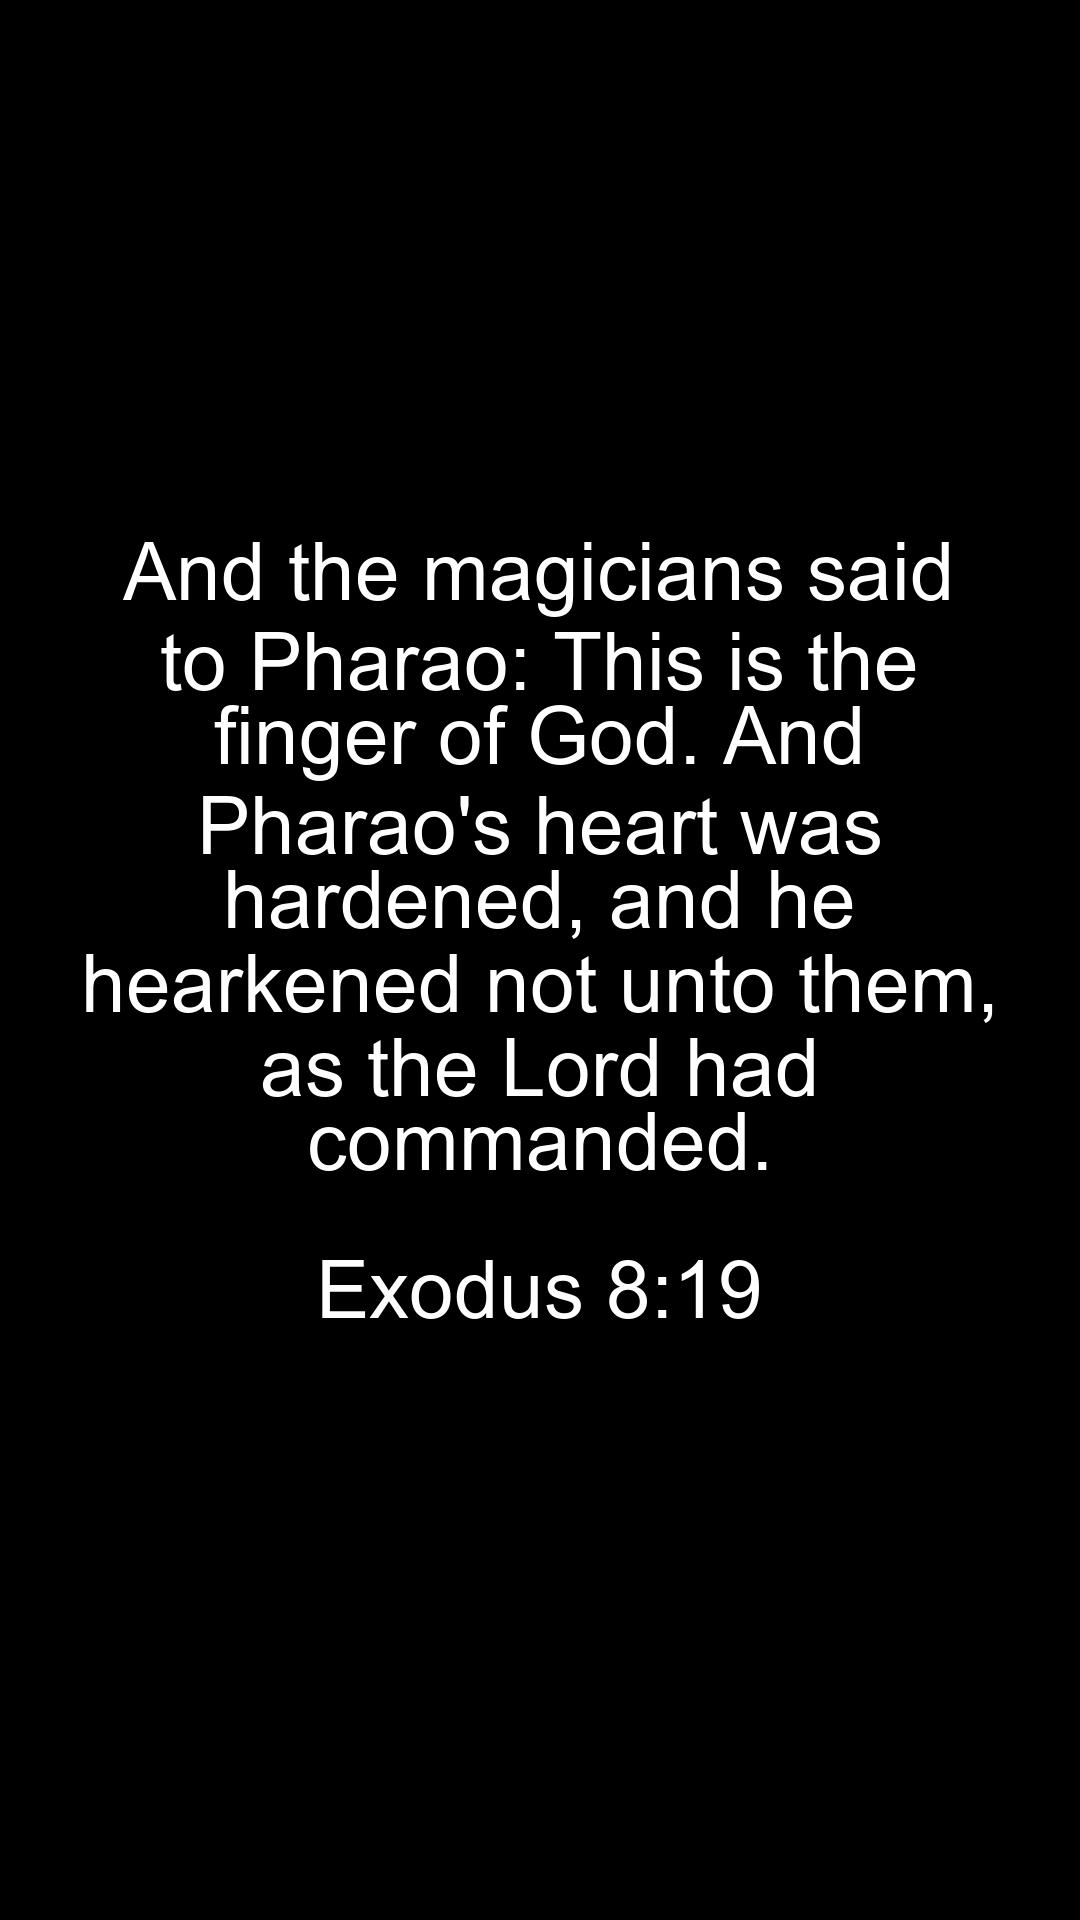 And the magicians said
to Pharao: This is the
finger of God. And
Pharao's heart was
hardened, and he
hearkened not unto them,
as the Lord had
commanded.
Exodus 8:19